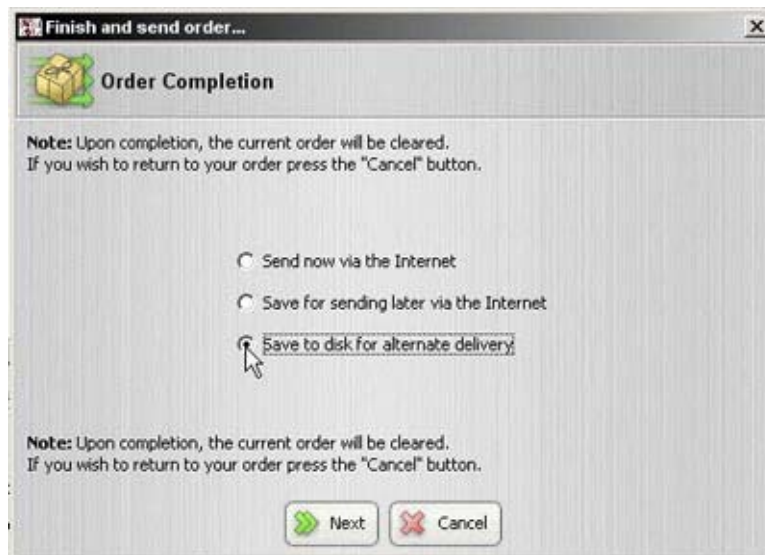 Finish and send order...
Order Completion
Note: Upon completion, the current order will be cleared.
If you wish to return to your order press the "Cancel" button.
Send now via the Internet
Save for sending later via the Internet
Save to disk for alternate delivery
Note: Upon completion, the current order will be cleared.
If you wish to return to your order press the "Cancel" button.
Next Cancel